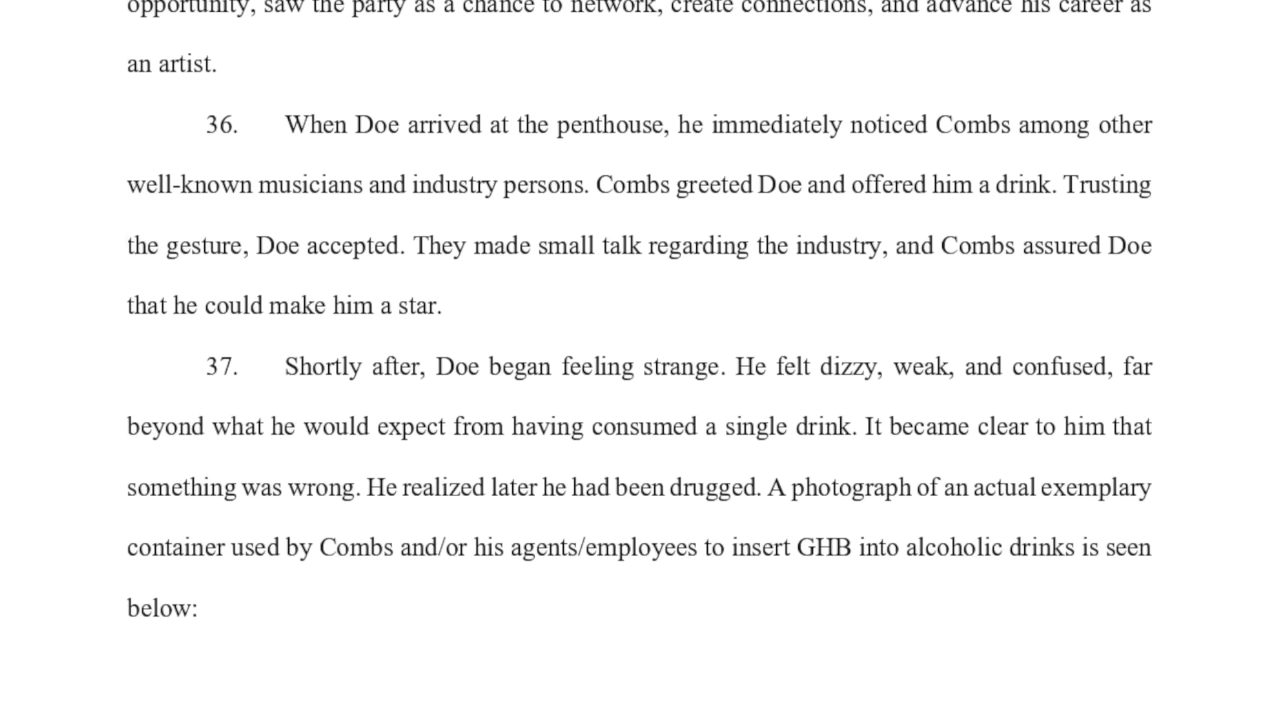 opportunity, saw the party as a chance to network, create connections, and advance his career as
an artist.
36. When Doe arrived at the penthouse, he immediately noticed Combs among other
well-known musicians and industry persons. Combs greeted Doe and offered him a drink. Trusting
the gesture, Doe accepted. They made small talk regarding the industry, and Combs assured Doe
that he could make him a star.
37. Shortly after, Doe began feeling strange. He felt dizzy, weak, and confused, far
beyond what he would expect from having consumed a single drink. It became clear to him that
something was wrong. He realized later he had been drugged. A photograph of an actual exemplary
container used by Combs and/or his agents/employees to insert GHB into alcoholic drinks is seen
below: